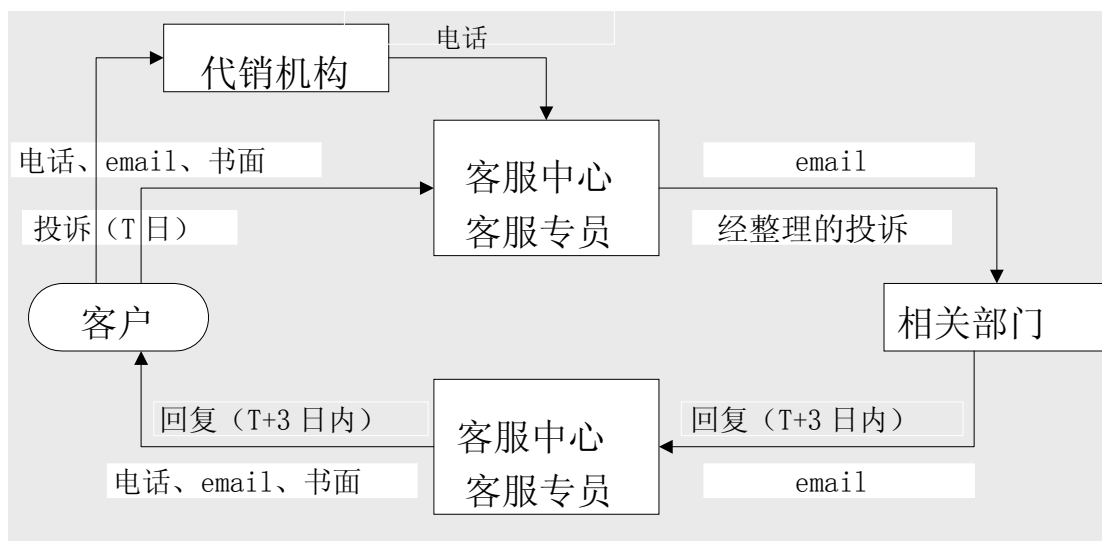 电话
代销机构
电话、email、书面
客服中心
客服专员
email
投诉（T 日）
经整理的投诉
客户
相关部门
回复（T+3 日内）
客服中心
客服专员
回复（T+3 日内）
电话、email、书面
email